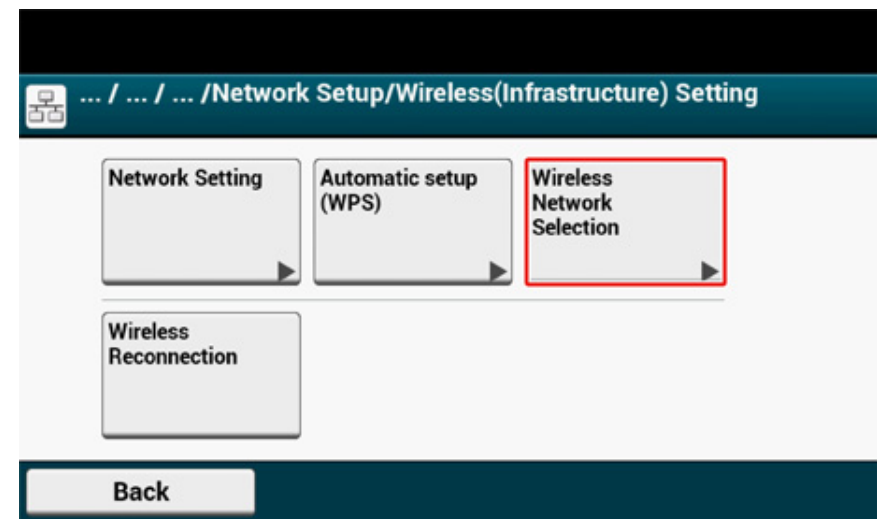 ... / ... / ... /Network Setup/Wireless(Infrastructure) Setting
Network Setting
Automatic setup
(WPS)
Wireless
Network
Selection
Wireless
Reconnection
Back